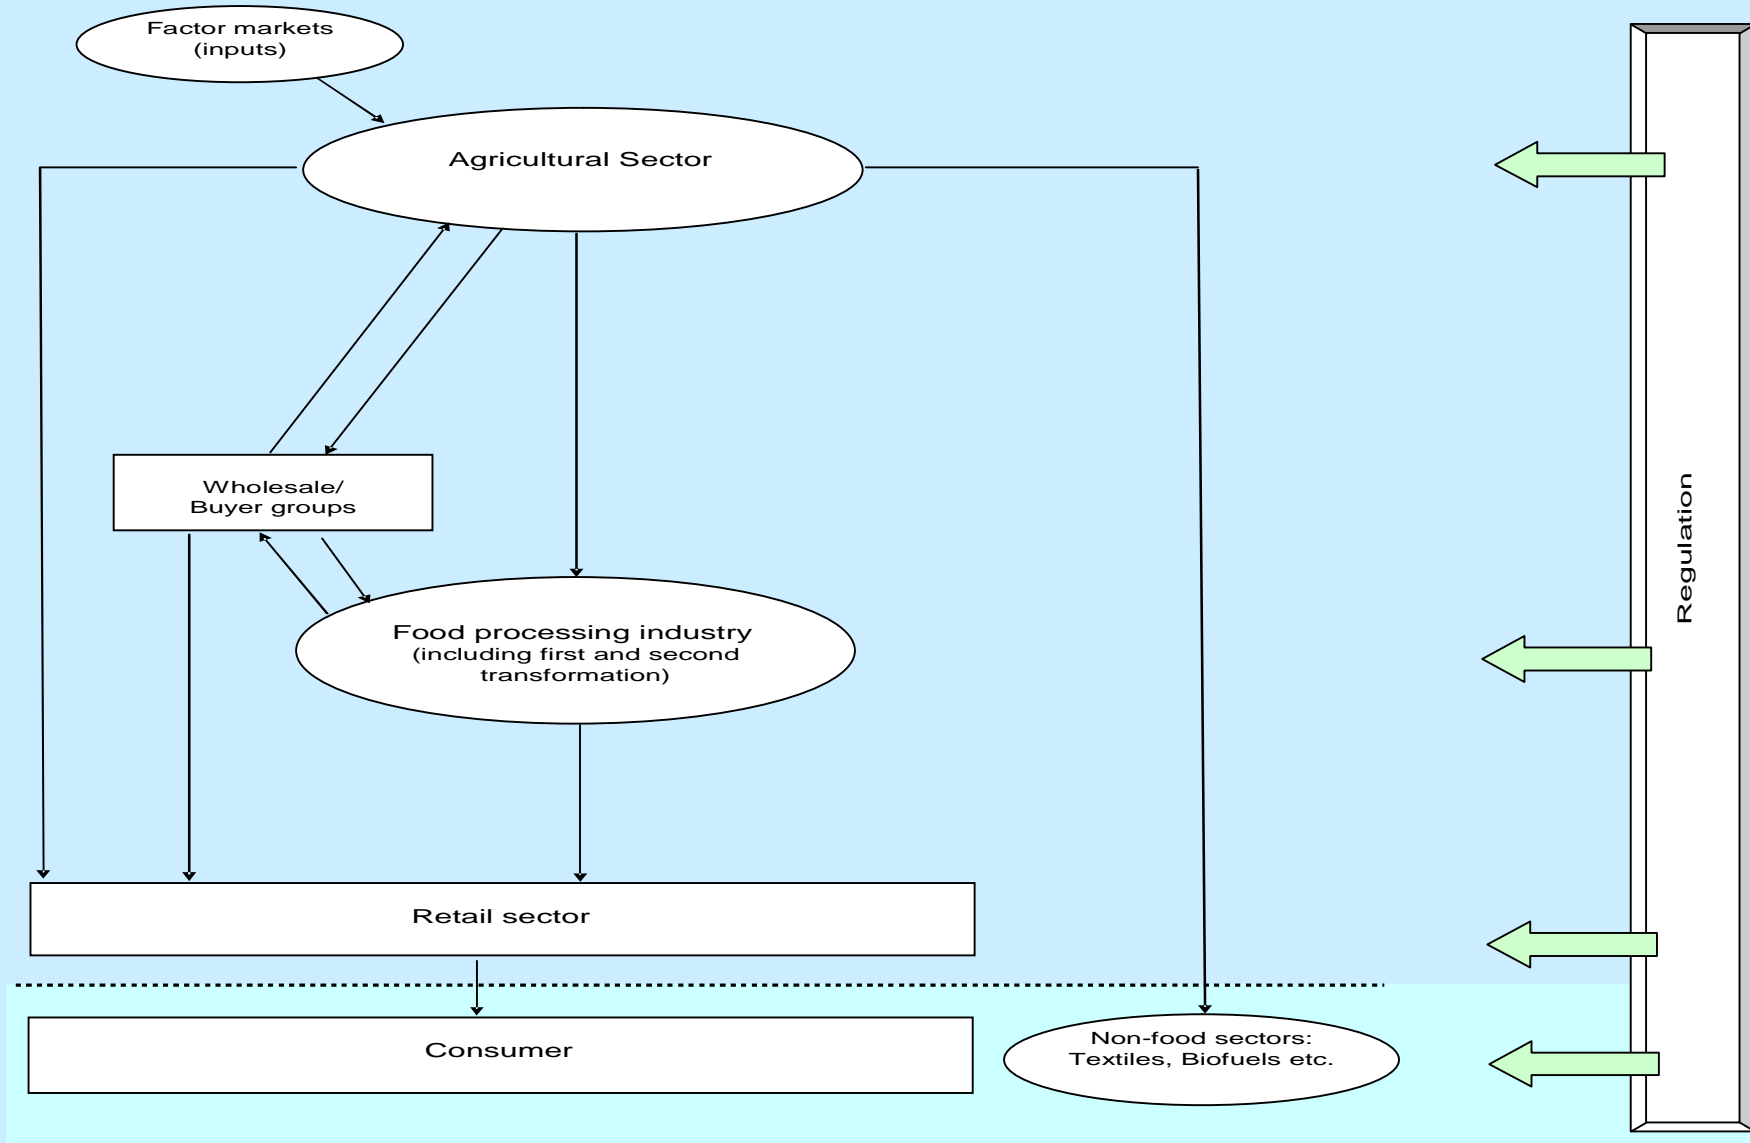 Factor markets
(inputs)
Agricultural Sector
Wholesale/
Buyer groups
Food processing industry
(including first and second
transformation)
Retail sector
Consumer
Non-food sectors:
Textiles, Biofuels etc.
Regulation